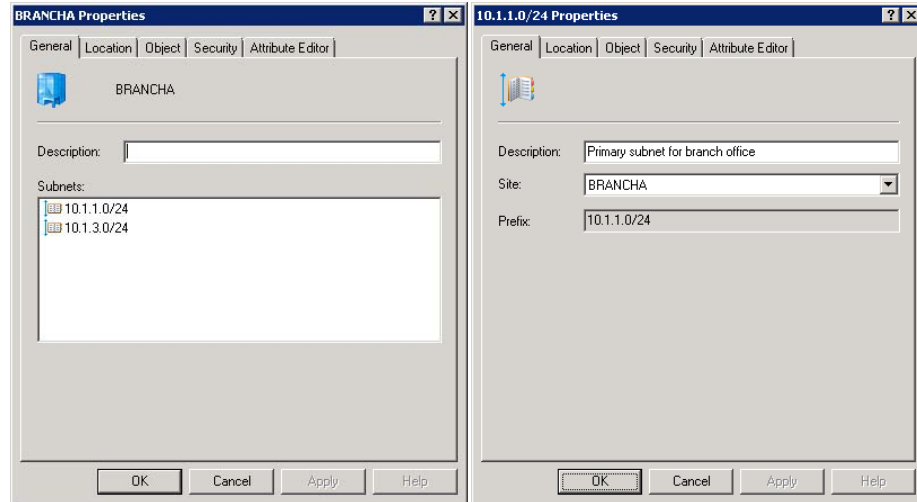 BRANCHA Properties
General Location Object Security Attribute Editor
BRANCHA
Description:
Subnets:
10.1.1.0/24
10.1.3.0/24
OK Cancel Apply Help
10.1.1.0/24 Properties
General Location Object Security Attribute Editor
Description: Primary subnet for branch office
Site: BRANCHA
Prefix: 10.1.1.0/24
OK Cancel Apply Help